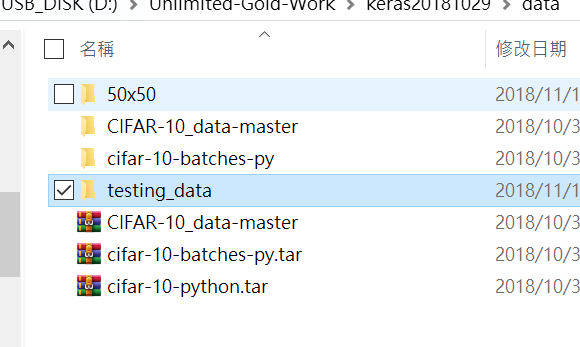 USB_DISK (D:) › Unlimited-Gold-Work › keras20181029 › data
名稱 修改日期
50x50 2018/11/1
CIFAR-10_data-master 2018/10/3
cifar-10-batches-py 2018/10/3
testing_data 2018/11/1
CIFAR-10_data-master 2018/10/3
cifar-10-batches-py.tar 2018/10/3
cifar-10-python.tar 2018/10/3